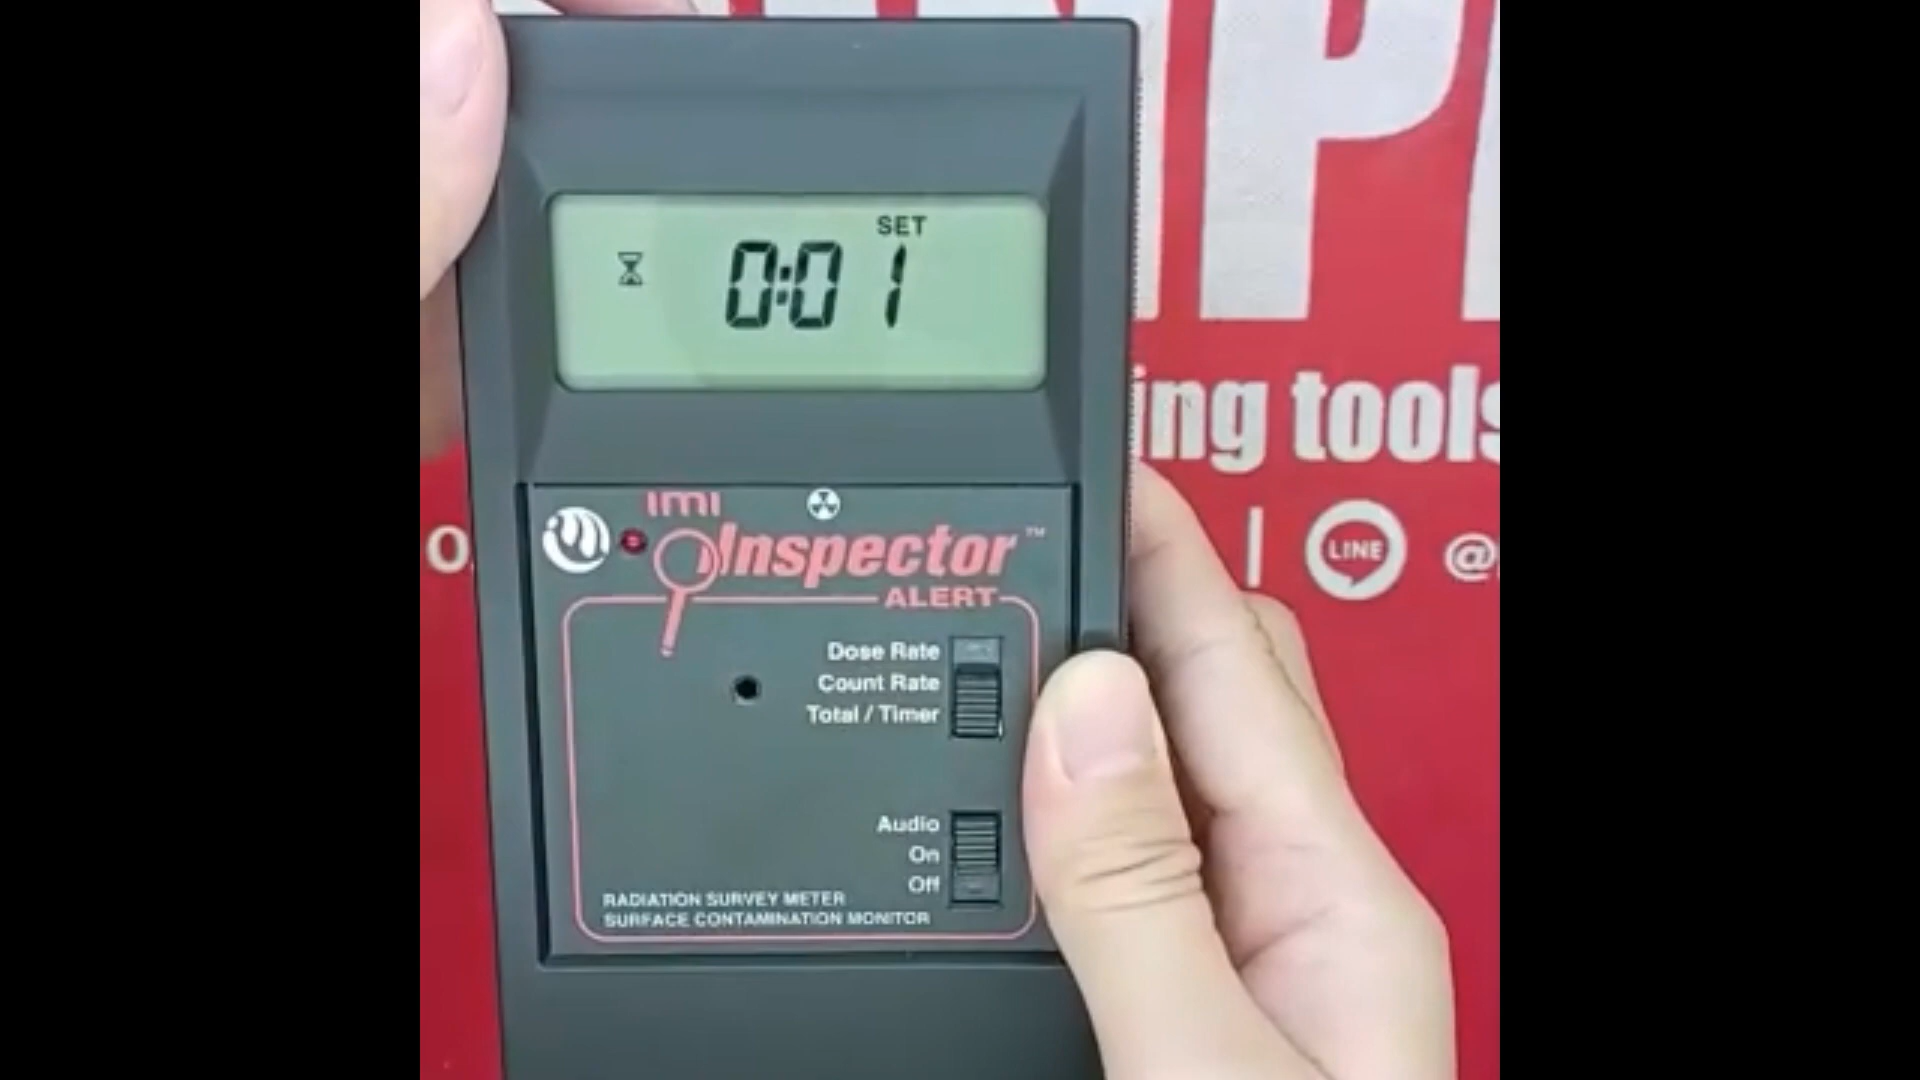 SET
0:01
ing tools
IMI
Inspector™
ALERT
LINE
@
Dose Rate
Count Rate
Total / Timer
Audio
On
Off
RADIATION SURVEY METER
SURFACE CONTAMINATION MONITOR